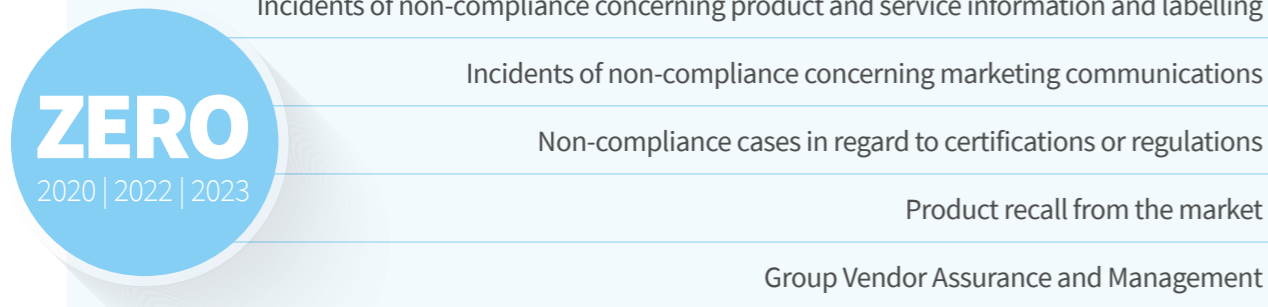 Incidents of non-compliance concerning product and service information and labelling
Incidents of non-compliance concerning marketing communications
ZERO
Non-compliance cases in regard to certifications or regulations
2020 | 2022 | 2023
Product recall from the market
Group Vendor Assurance and Management